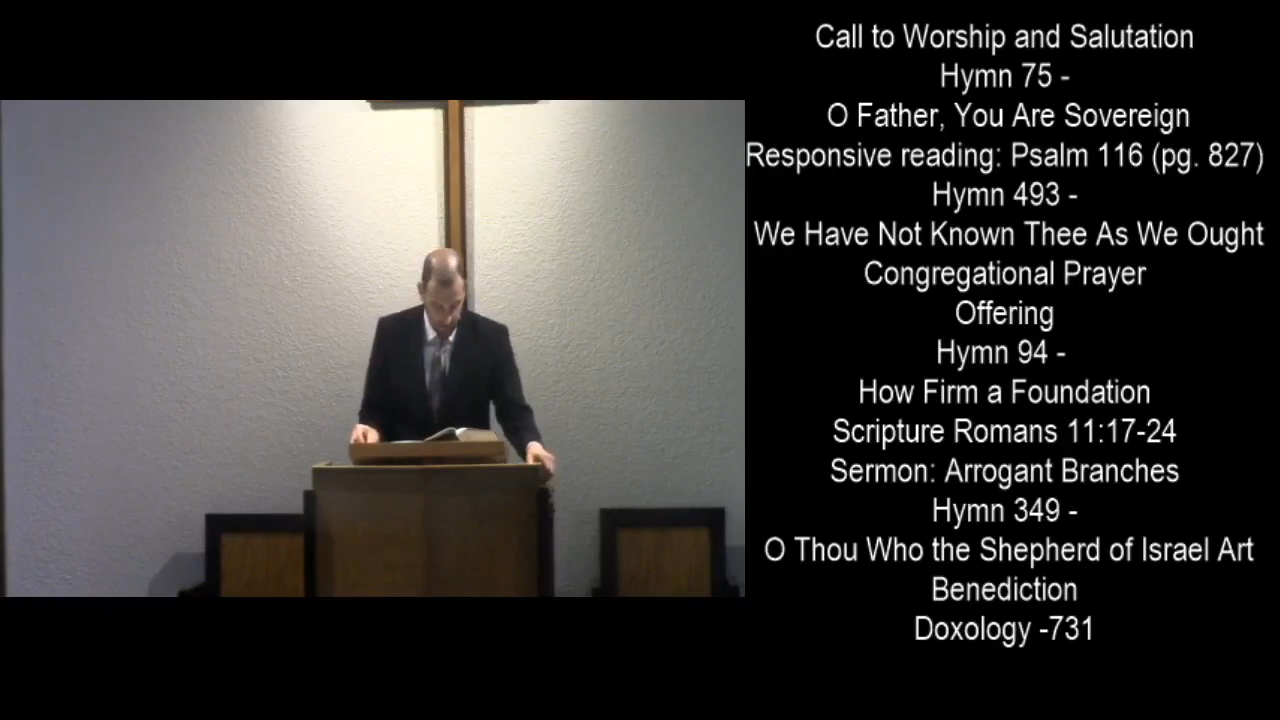 Call to Worship and Salutation
Hymn 75 -
O Father, You Are Sovereign
Responsive reading: Psalm 116 (pg. 827)
Hymn 493 -
We Have Not Known Thee As We Ought
Congregational Prayer
Offering
Hymn 94 -
How Firm a Foundation
Scripture Romans 11:17-24
Sermon: Arrogant Branches
Hymn 349 -
O Thou Who the Shepherd of Israel Art
Benediction
Doxology -731